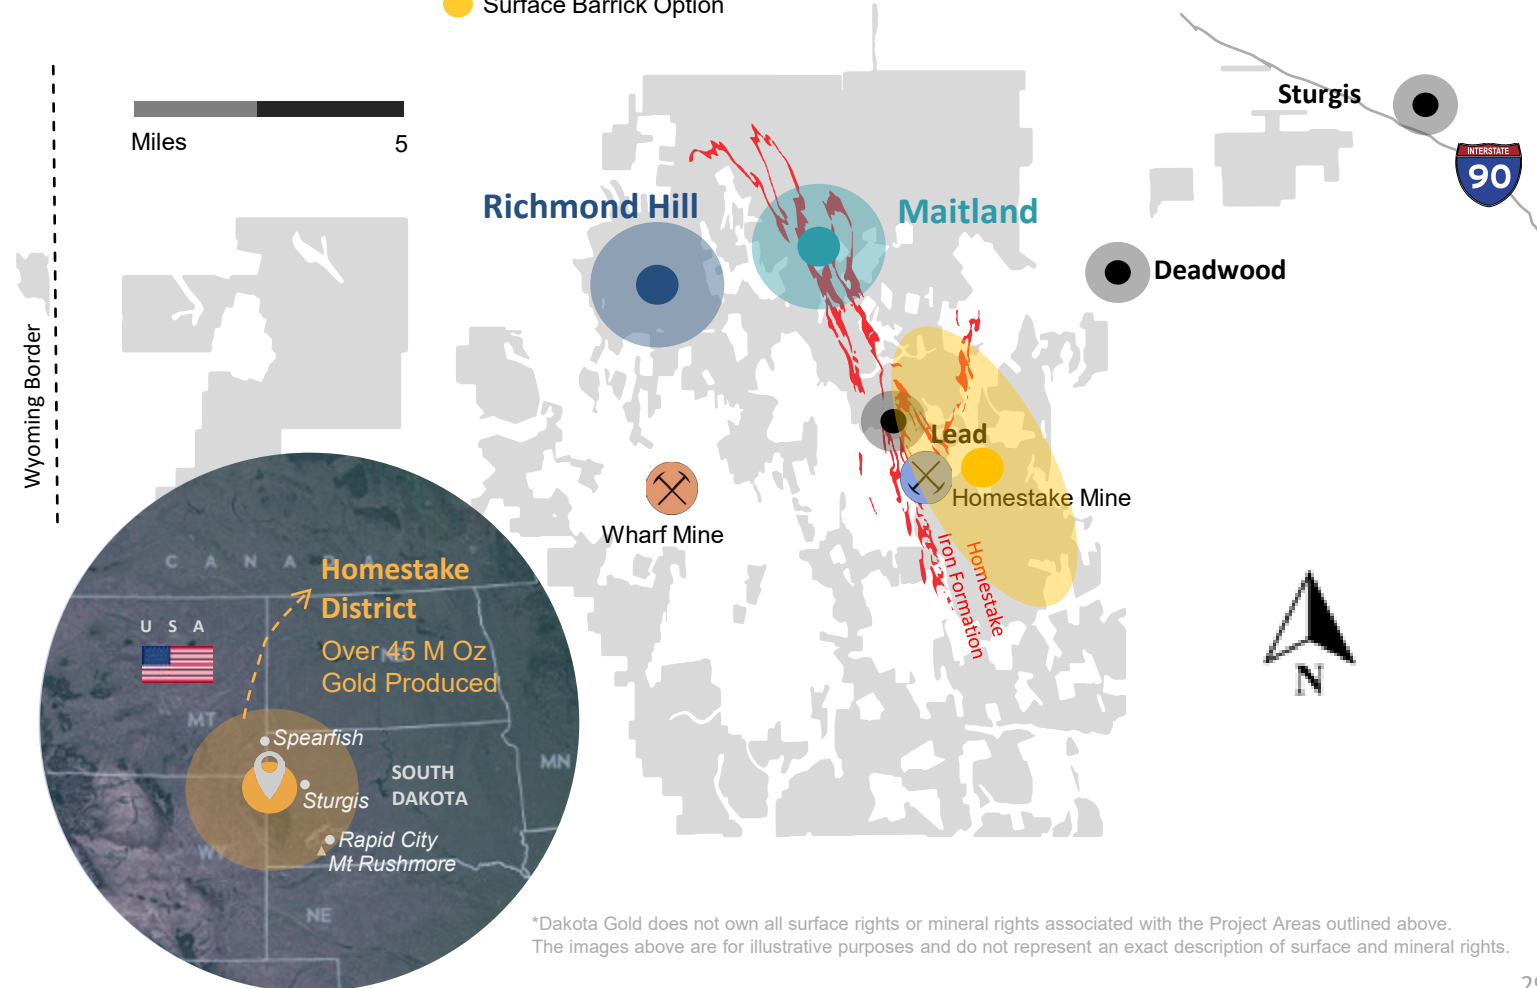 Surface Barrick Option
Miles
5
Wyoming Border
Sturgis
INTERSTATE
90
Richmond Hill
Maitland
Deadwood
Lead
Homestake Mine
Wharf Mine
Homestake
Iron Formation
C A N A D A
Homestake
District
Over 45 M Oz
Gold Produced
U S A
ND
MT
Spearfish
SOUTH
DAKOTA
MN
Sturgis
Rapid City
Mt Rushmore
WY
NE
N
*Dakota Gold does not own all surface rights or mineral rights associated with the Project Areas outlined above.
The images above are for illustrative purposes and do not represent an exact description of surface and mineral rights.